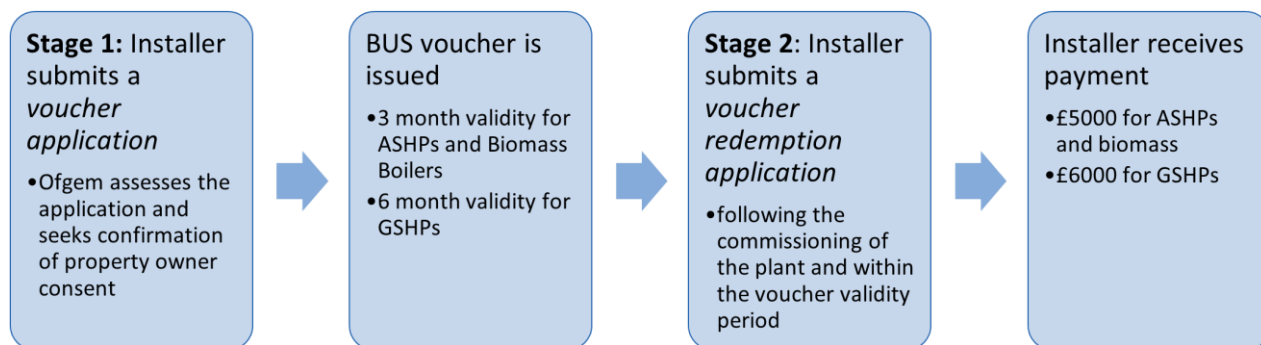 Stage 1: Installer
submits a
voucher
application
•Ofgem assesses the
application and
seeks confirmation
of property owner
consent
BUS voucher is
issued
•3 month validity for
ASHPs and Biomass
Boilers
•6 month validity for
GSHPs
Stage 2: Installer
submits a
voucher
redemption
application
•following the
commissioning of
the plant and within
the voucher validity
period
Installer receives
payment
•£5000 for ASHPs
and biomass
•£6000 for GSHPs